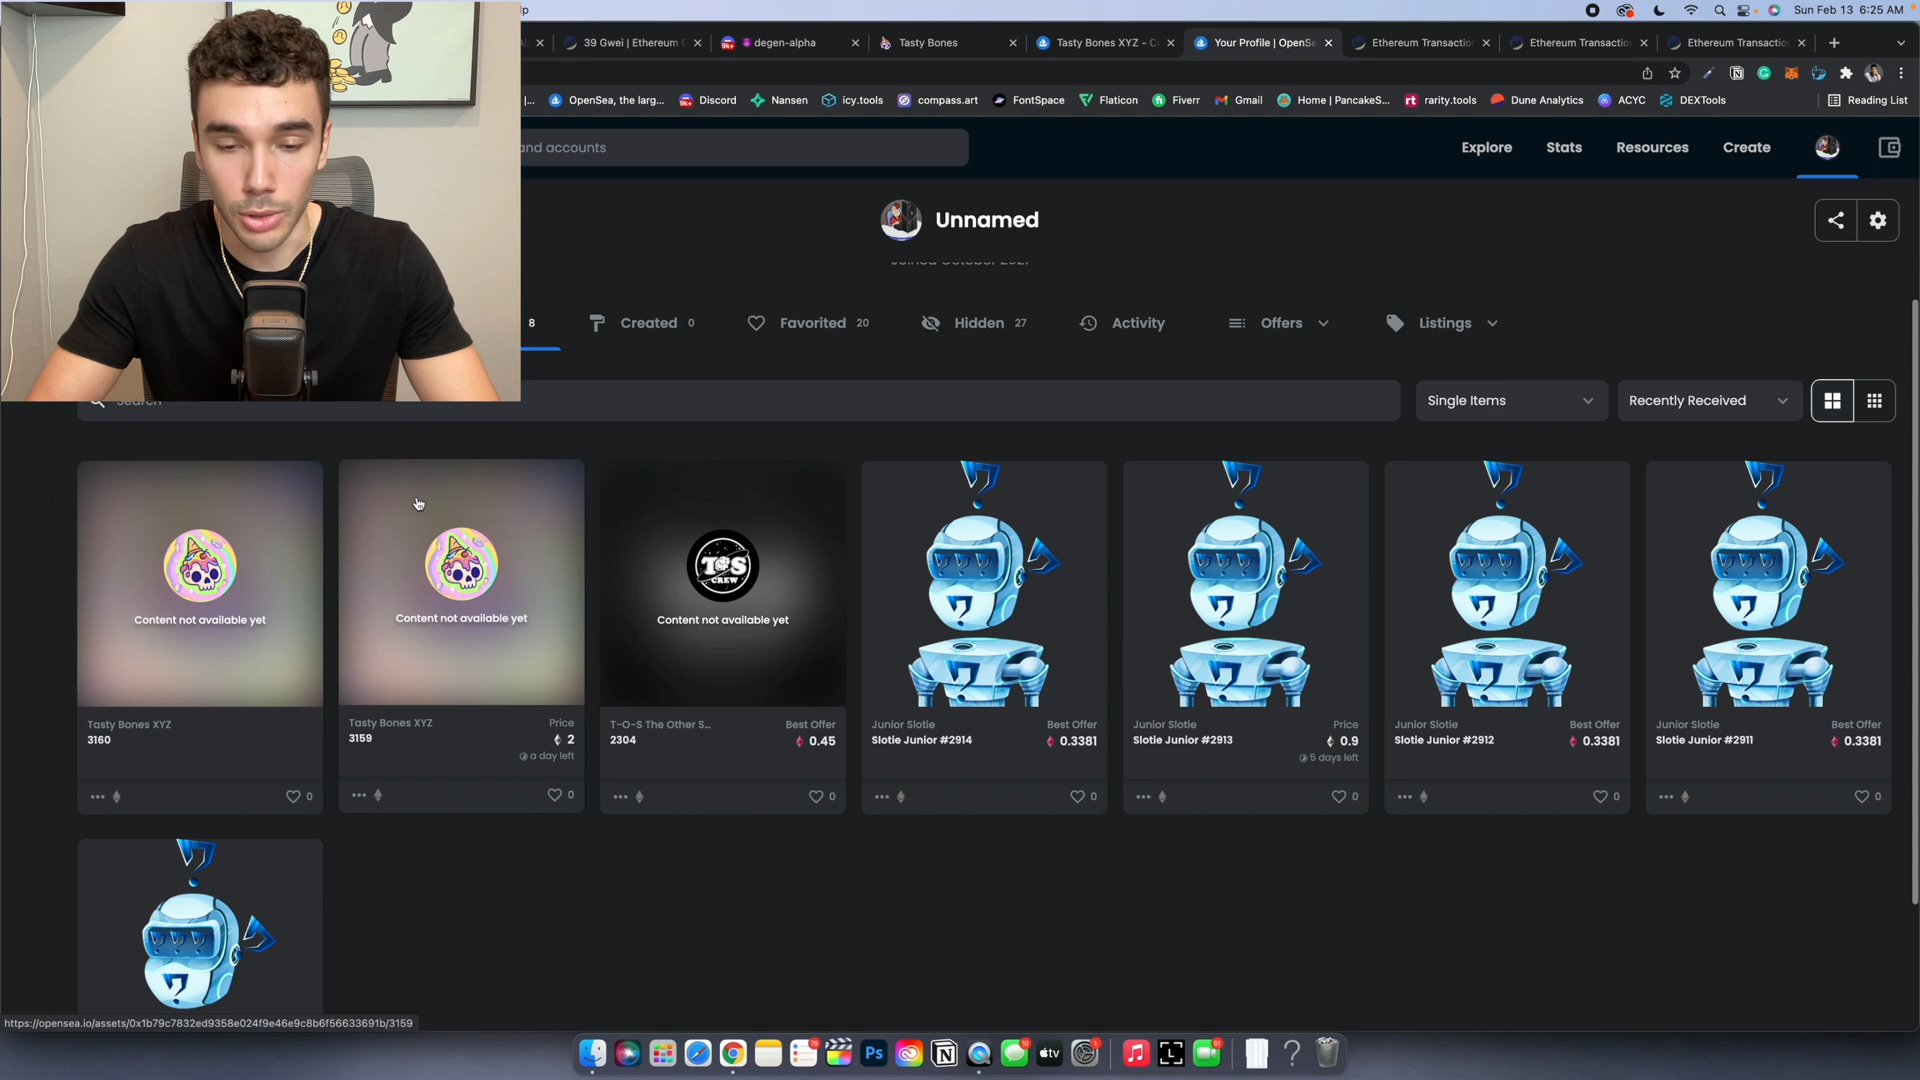 lp
Sun Feb 13 6:25 AM
39 Gwei | Ethereum
degen-alpha
Tasty Bones
Tasty Bones XYZ - C
Your Profile | OpenSe
Ethereum Transactio
Ethereum Transactio
Ethereum Transactio
OpenSea, the larg...
Discord
Nansen
icy.tools
compass.art
FontSpace
Flaticon
Fiverr
Gmail
Home | PancakeS...
rarity.tools
Dune Analytics
ACYC
DEXTools
Reading List
and accounts
Explore
Stats
Resources
Create
Unnamed
Joined October 2021
8
Created 0
Favorited 20
Hidden 27
Activity
Offers
Listings
Search
Single Items
Recently Received
Content not available yet
Tasty Bones XYZ
3160
0
Content not available yet
Tasty Bones XYZ
Price
3159
2
a day left
0
TOS
CREW
Content not available yet
T-O-S The Other S...
Best Offer
2304
0.45
0
Junior Slotie
Best Offer
Slotie Junior #2914
0.3381
0
Junior Slotie
Price
Slotie Junior #2913
0.9
5 days left
0
Junior Slotie
Best Offer
Slotie Junior #2912
0.3381
0
Junior Slotie
Best Offer
Slotie Junior #2911
0.3381
0
https://opensea.io/assets/0x1b79c7832ed9358e024f9e46e9c8b6f56633691b/3159